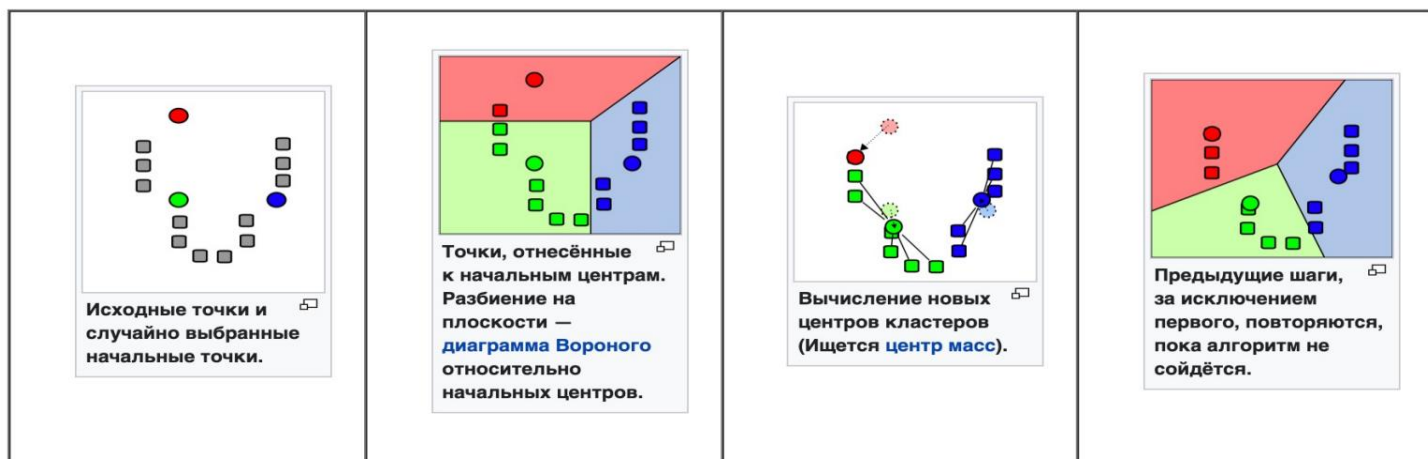 Исходные точки и
случайно выбранные
начальные точки.
Точки, отнесённые
к начальным центрам.
Разбиение на
плоскости —
диаграмма Вороного
относительно
начальных центров.
Вычисление новых
центров кластеров
(Ищется центр масс).
Предыдущие шаги,
за исключением
первого, повторяются,
пока алгоритм не
сойдётся.